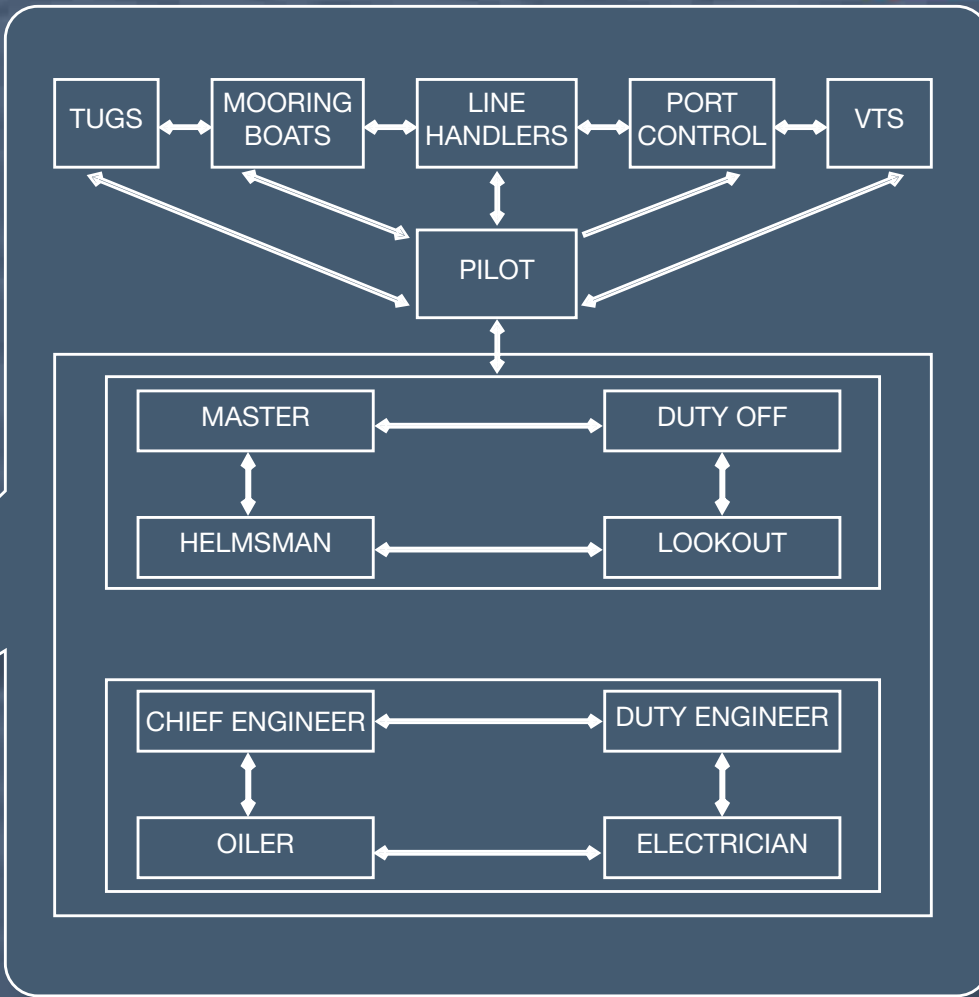 TUGS
MOORING
BOATS
LINE
HANDLERS
PORT
CONTROL
VTS
PILOT
MASTER
DUTY OFF
HELMSMAN
LOOKOUT
CHIEF ENGINEER
DUTY ENGINEER
OILER
ELECTRICIAN